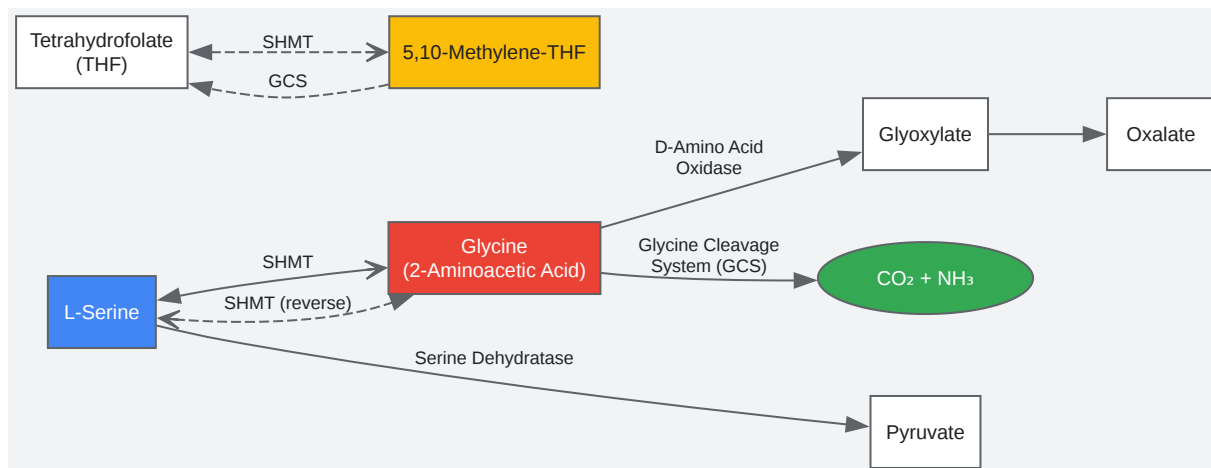 Tetrahydrofolate
(THF)
SHMT
GCS
5,10-Methylene-THF
D-Amino Acid
Oxidase
Glyoxylate
Oxalate
Glycine
(2-Aminoacetic Acid)
Glycine Cleavage
System (GCS)
CO₂ + NH₃
L-Serine
SHMT
SHMT (reverse)
Serine Dehydratase
Pyruvate